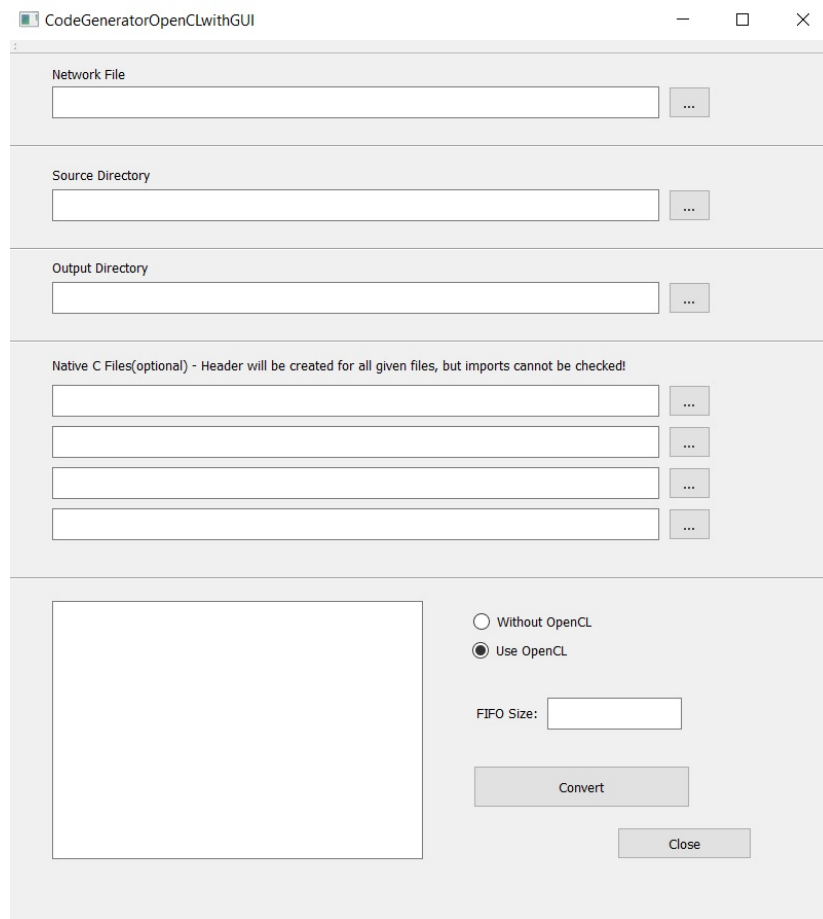 CodeGeneratorOpenCLwithGUI
Network File
...
Source Directory
...
Output Directory
...
Native C Files(optional) - Header will be created for all given files, but imports cannot be checked!
...
...
...
...
Without OpenCL
Use OpenCL
FIFO Size:
Convert
Close